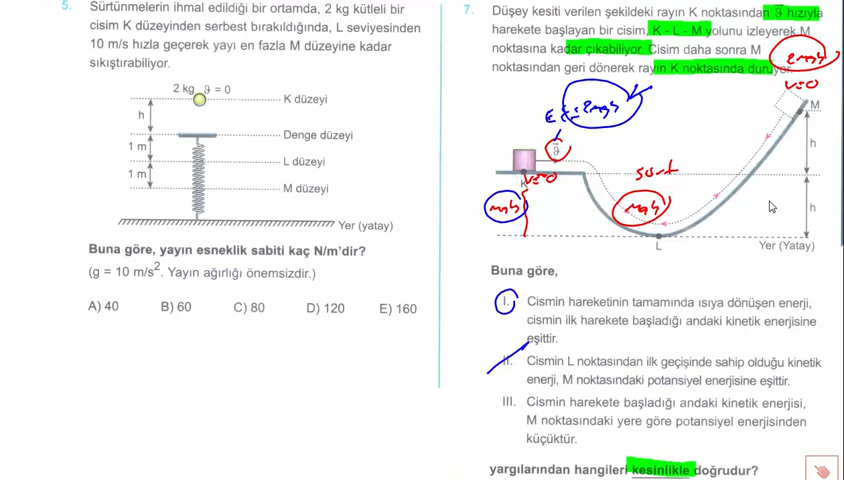 5. Sürtünmelerin ihmal edildiği bir ortamda, 2 kg kütleli bir
cisim K düzeyinden serbest bırakıldığında, L seviyesinden
10 m/s hızla geçerek yayı en fazla M düzeyine kadar
sıkıştırabiliyor.
2 kg ϑ = 0
K düzeyi
h
Denge düzeyi
1 m
L düzeyi
1 m
M düzeyi
Yer (yatay)
Buna göre, yayın esneklik sabiti kaç N/m'dir?
(g = 10 m/s². Yayın ağırlığı önemsizdir.)
A) 40 B) 60 C) 80 D) 120 E) 160
7. Düşey kesiti verilen şekildeki rayın K noktasından ϑ hızıyla
harekete başlayan bir cisim, K - L - M yolunu izleyerek M
noktasına kadar çıkabiliyor. Cisim daha sonra M
noktasından geri dönerek rayın K noktasında duruyor.
2mgh
v=0
M
2mgh
ϑ
h
sürt
v=0
K
mgh
mgh
h
L
Yer (Yatay)
Buna göre,
I. Cismin hareketinin tamamında ısıya dönüşen enerji,
cismin ilk harekete başladığı andaki kinetik enerjisine
eşittir.
II. Cismin L noktasından ilk geçişinde sahip olduğu kinetik
enerji, M noktasındaki potansiyel enerjisine eşittir.
III. Cismin harekete başladığı andaki kinetik enerjisi,
M noktasındaki yere göre potansiyel enerjisinden
küçüktür.
yargılarından hangileri kesinlikle doğrudur?